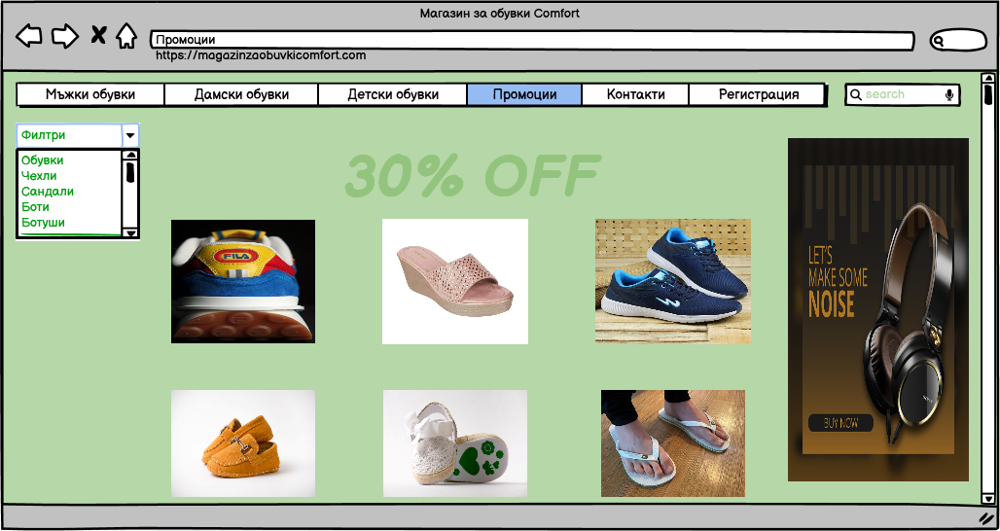 Магазин за обувки Comfort
Промоции
https://magazinzaobuvkicomfort.com
Мъжки обувки
Дамски обувки
Детски обувки
Промоции
Контакти
Регистрация
search
Филтри
Обувки
Чехли
Сандали
Боти
Ботуши
30% OFF
FILA
LET'S
MAKE SOME
NOISE
BUY NOW